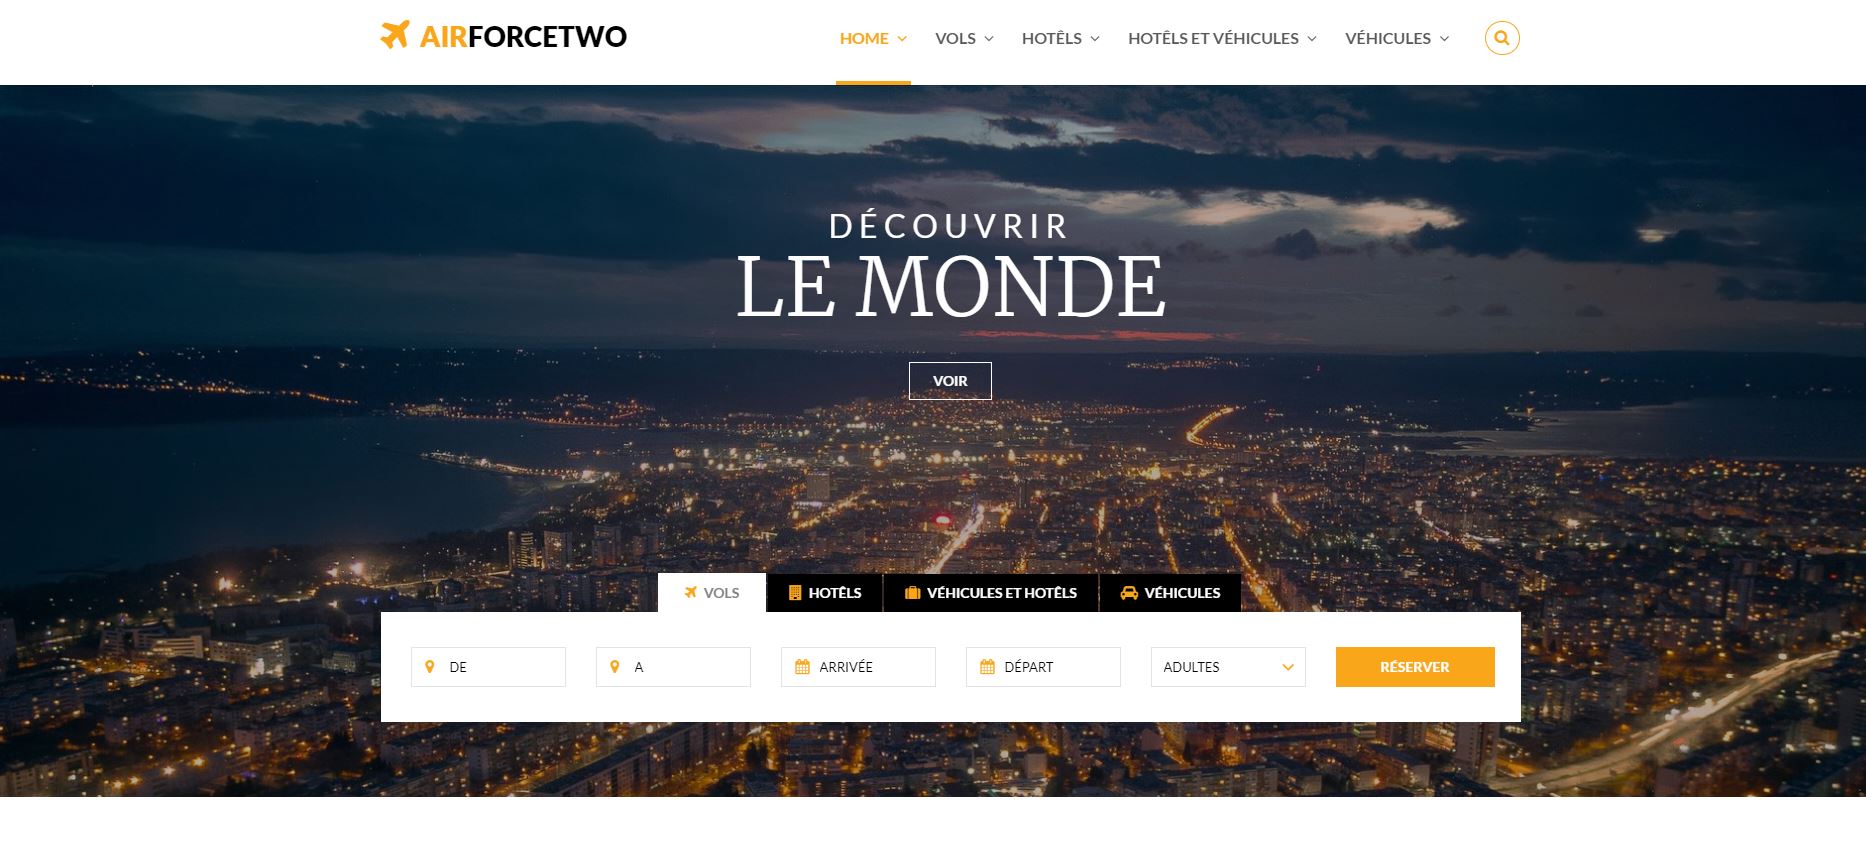 AIRFORCETWO
HOME VOLS HOTÊLS HOTÊLS ET VÉHICULES VÉHICULES
DÉCOUVRIR
LE MONDE
VOIR
VOLS HOTÊLS VÉHICULES ET HOTÊLS VÉHICULES
DE A ARRIVÉE DÉPART ADULTES RÉSERVER